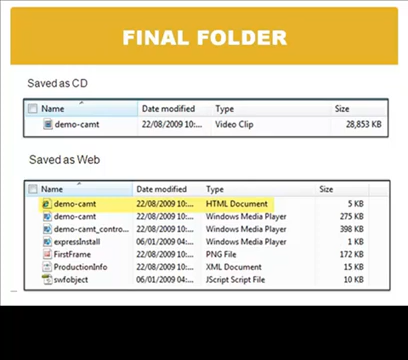 FINAL FOLDER
Saved as CD
Name Date modified Type Size
demo-camt 22/08/2009 10:... Video Clip 28,853 KB
Saved as Web
Name Date modified Type Size
demo-camt 22/08/2009 10:... HTML Document 5 KB
demo-camt 22/08/2009 10:... Windows Media Player 275 KB
demo-camt_contro... 22/08/2009 10:... Windows Media Player 398 KB
expressInstall 06/01/2009 04:... Windows Media Player 1 KB
FirstFrame 22/08/2009 10:... PNG File 172 KB
ProductionInfo 22/08/2009 10:... XML Document 15 KB
swfobject 22/08/2009 10:... JScript Script File 10 KB